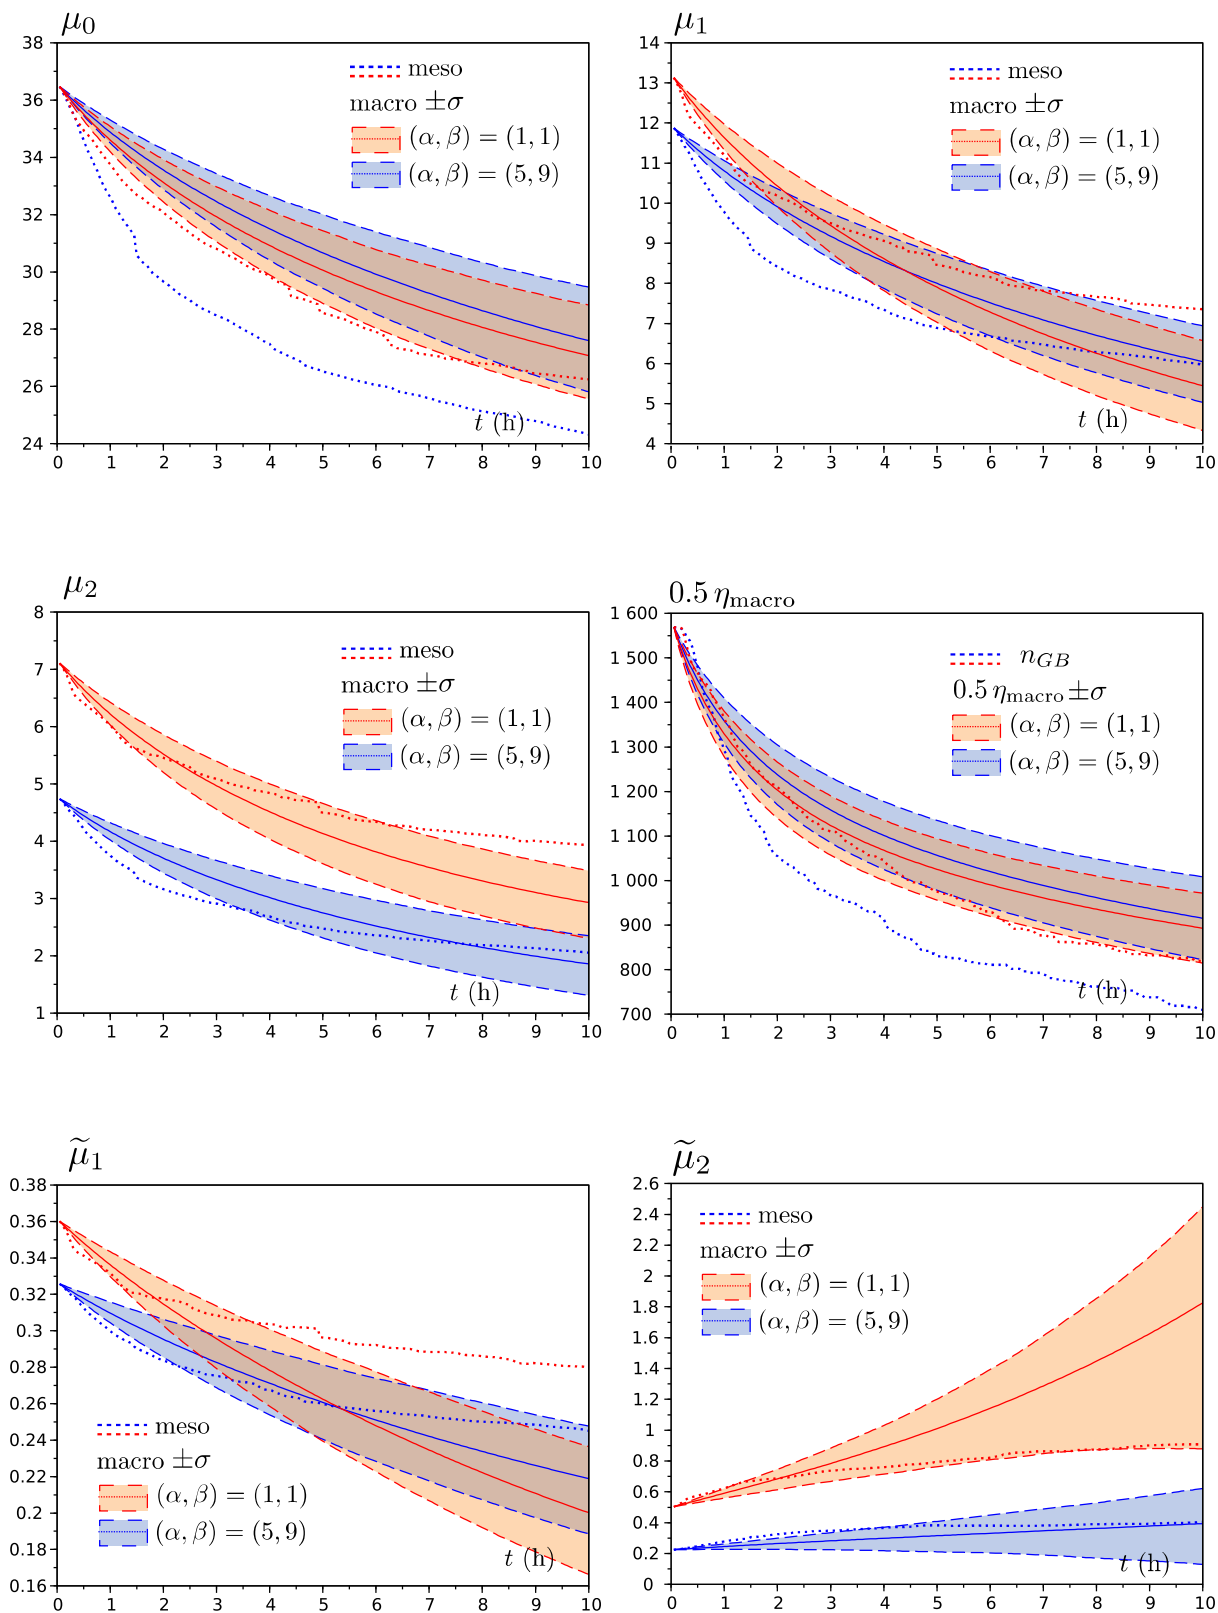 μ₀
38
36
34
32
30
28
26
24
0 1 2 3 4 5 6 7 8 9 10
meso
macro ±σ
(α, β) = (1, 1)
(α, β) = (5, 9)
t (h)
μ₁
14
13
12
11
10
9
8
7
6
5
4
0 1 2 3 4 5 6 7 8 9 10
meso
macro ±σ
(α, β) = (1, 1)
(α, β) = (5, 9)
t (h)
μ₂
8
7
6
5
4
3
2
1
0 1 2 3 4 5 6 7 8 9 10
meso
macro ±σ
(α, β) = (1, 1)
(α, β) = (5, 9)
t (h)
0.5 η_macro
1 600
1 500
1 400
1 300
1 200
1 100
1 000
900
800
700
0 1 2 3 4 5 6 7 8 9 10
n_GB
0.5 η_macro ±σ
(α, β) = (1, 1)
(α, β) = (5, 9)
t (h)
μ̃₁
0.38
0.36
0.34
0.32
0.3
0.28
0.26
0.24
0.22
0.2
0.18
0.16
0 1 2 3 4 5 6 7 8 9 10
meso
macro ±σ
(α, β) = (1, 1)
(α, β) = (5, 9)
t (h)
μ̃₂
2.6
2.4
2.2
2
1.8
1.6
1.4
1.2
1
0.8
0.6
0.4
0.2
0
0 1 2 3 4 5 6 7 8 9 10
meso
macro ±σ
(α, β) = (1, 1)
(α, β) = (5, 9)
t (h)